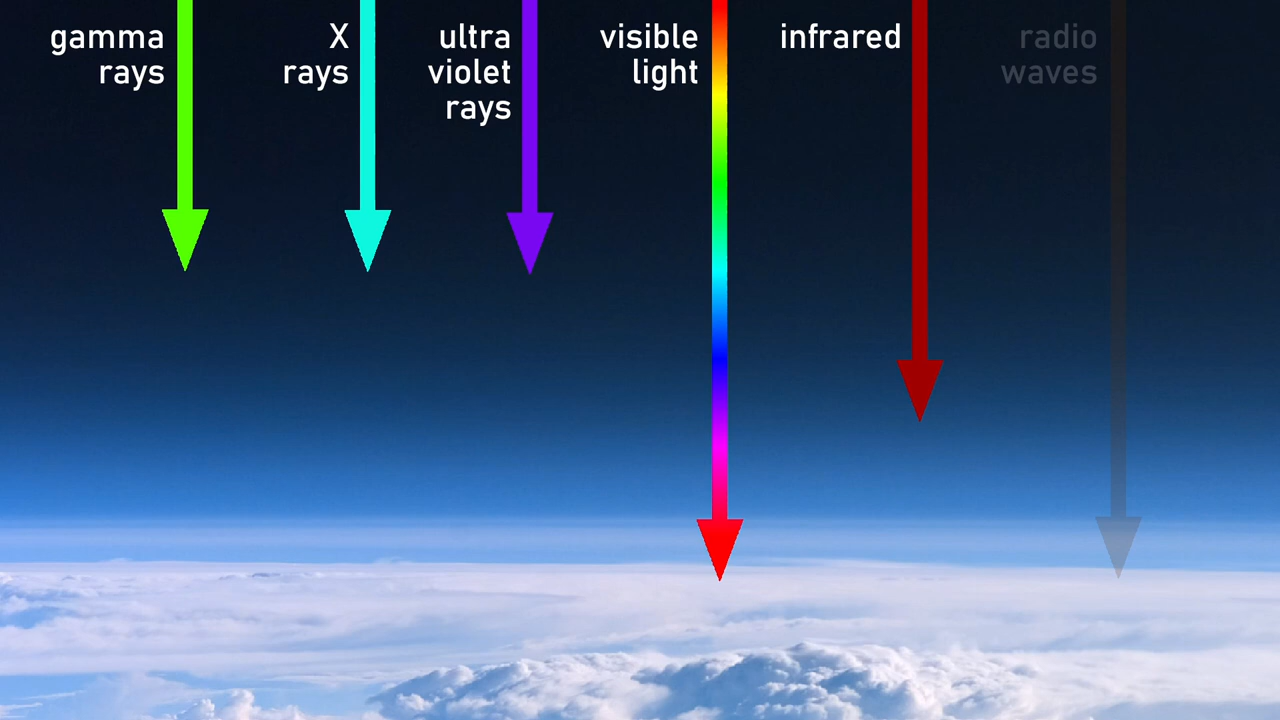 gamma
rays
X
rays
ultra
violet
rays
visible
light
infrared
radio
waves